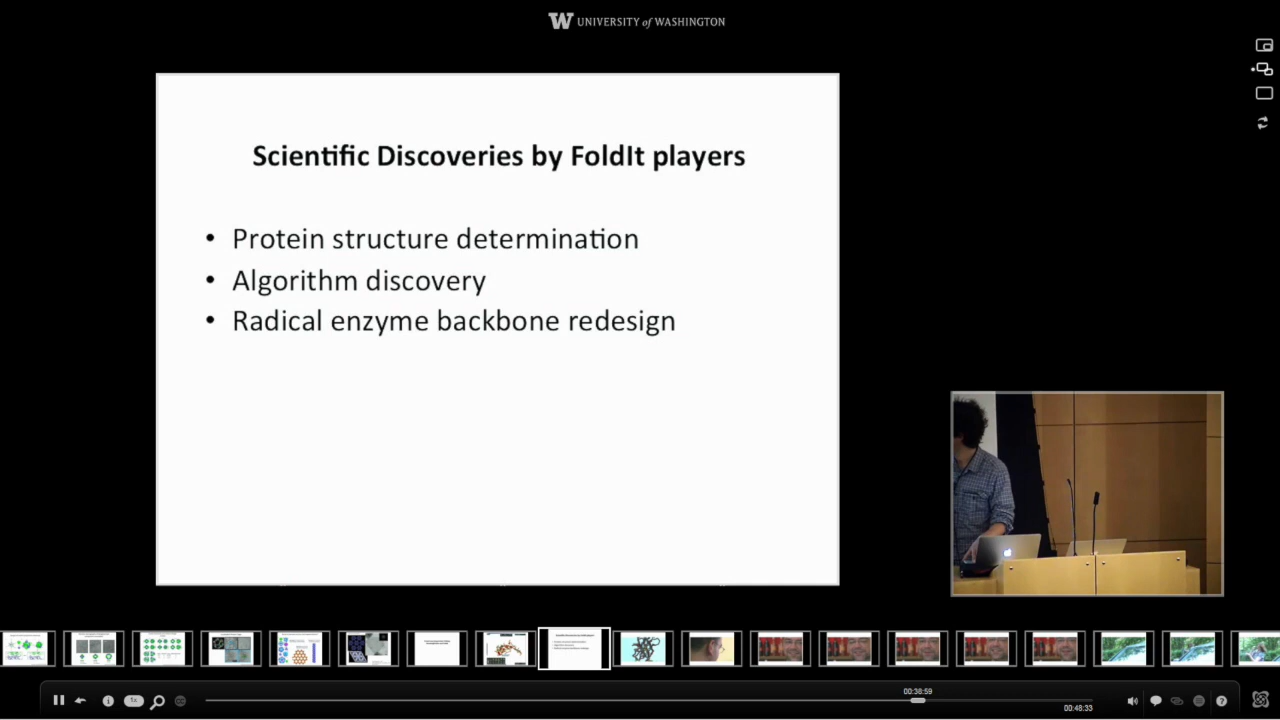 W UNIVERSITY of WASHINGTON
Scientific Discoveries by FoldIt players
• Protein structure determination
• Algorithm discovery
• Radical enzyme backbone redesign
00:38:59
00:48:33